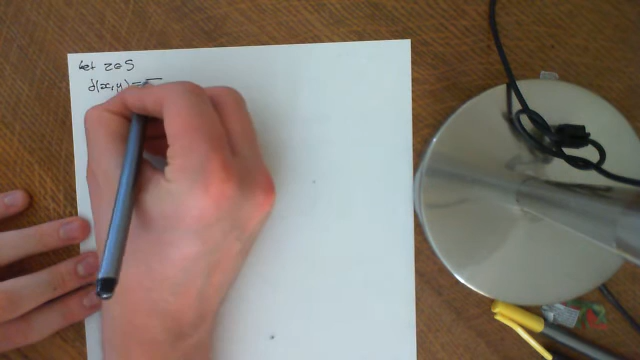 Let z∈S
d(x,y)=